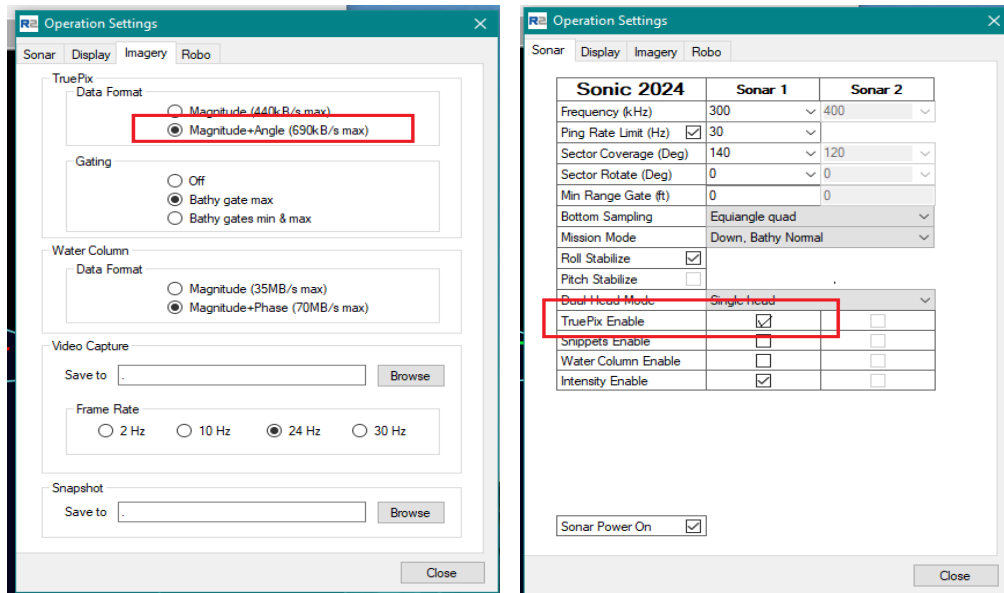 R2 Operation Settings
Sonar Display Imagery Robo
TruePix
Data Format
Magnitude (440kB/s max)
Magnitude+Angle (690kB/s max)
Gating
Off
Bathy gate max
Bathy gates min & max
Water Column
Data Format
Magnitude (35MB/s max)
Magnitude+Phase (70MB/s max)
Video Capture
Save to . Browse
Frame Rate
2 Hz 10 Hz 24 Hz 30 Hz
Snapshot
Save to . Browse
Close
R2 Operation Settings
Sonar Display Imagery Robo
Sonic 2024 Sonar 1 Sonar 2
Frequency (kHz) 300 400
Ping Rate Limit (Hz) 30
Sector Coverage (Deg) 140 120
Sector Rotate (Deg) 0 0
Min Range Gate (ft) 0 0
Bottom Sampling Equiangle quad
Mission Mode Down, Bathy Normal
Roll Stabilize
Pitch Stabilize
Dual Head Mode Single head
TruePix Enable
Snippets Enable
Water Column Enable
Intensity Enable
Sonar Power On
Close